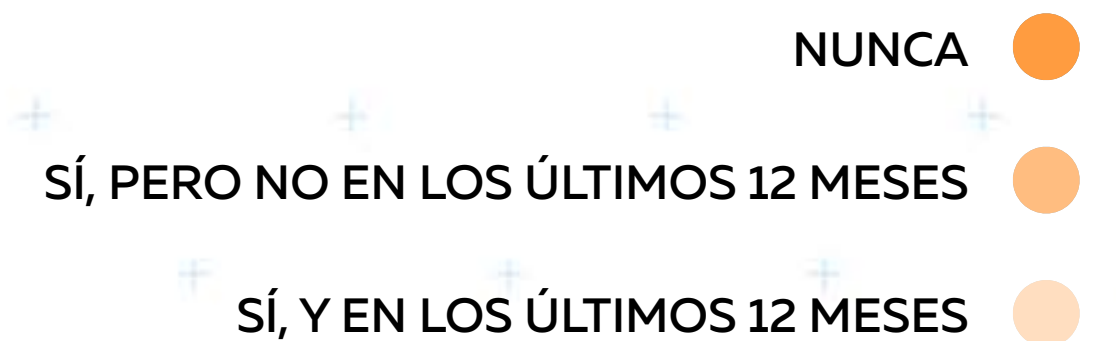 NUNCA
SÍ, PERO NO EN LOS ÚLTIMOS 12 MESES
SÍ, Y EN LOS ÚLTIMOS 12 MESES